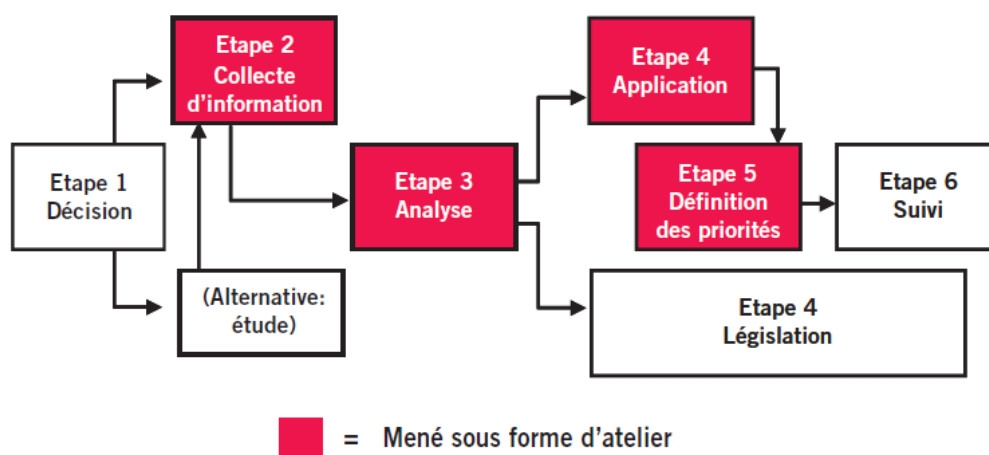 Etape 1
Décision
Etape 2
Collecte
d'information
(Alternative:
étude)
Etape 3
Analyse
Etape 4
Application
Etape 5
Définition
des priorités
Etape 6
Suivi
Etape 4
Législation
= Mené sous forme d'atelier